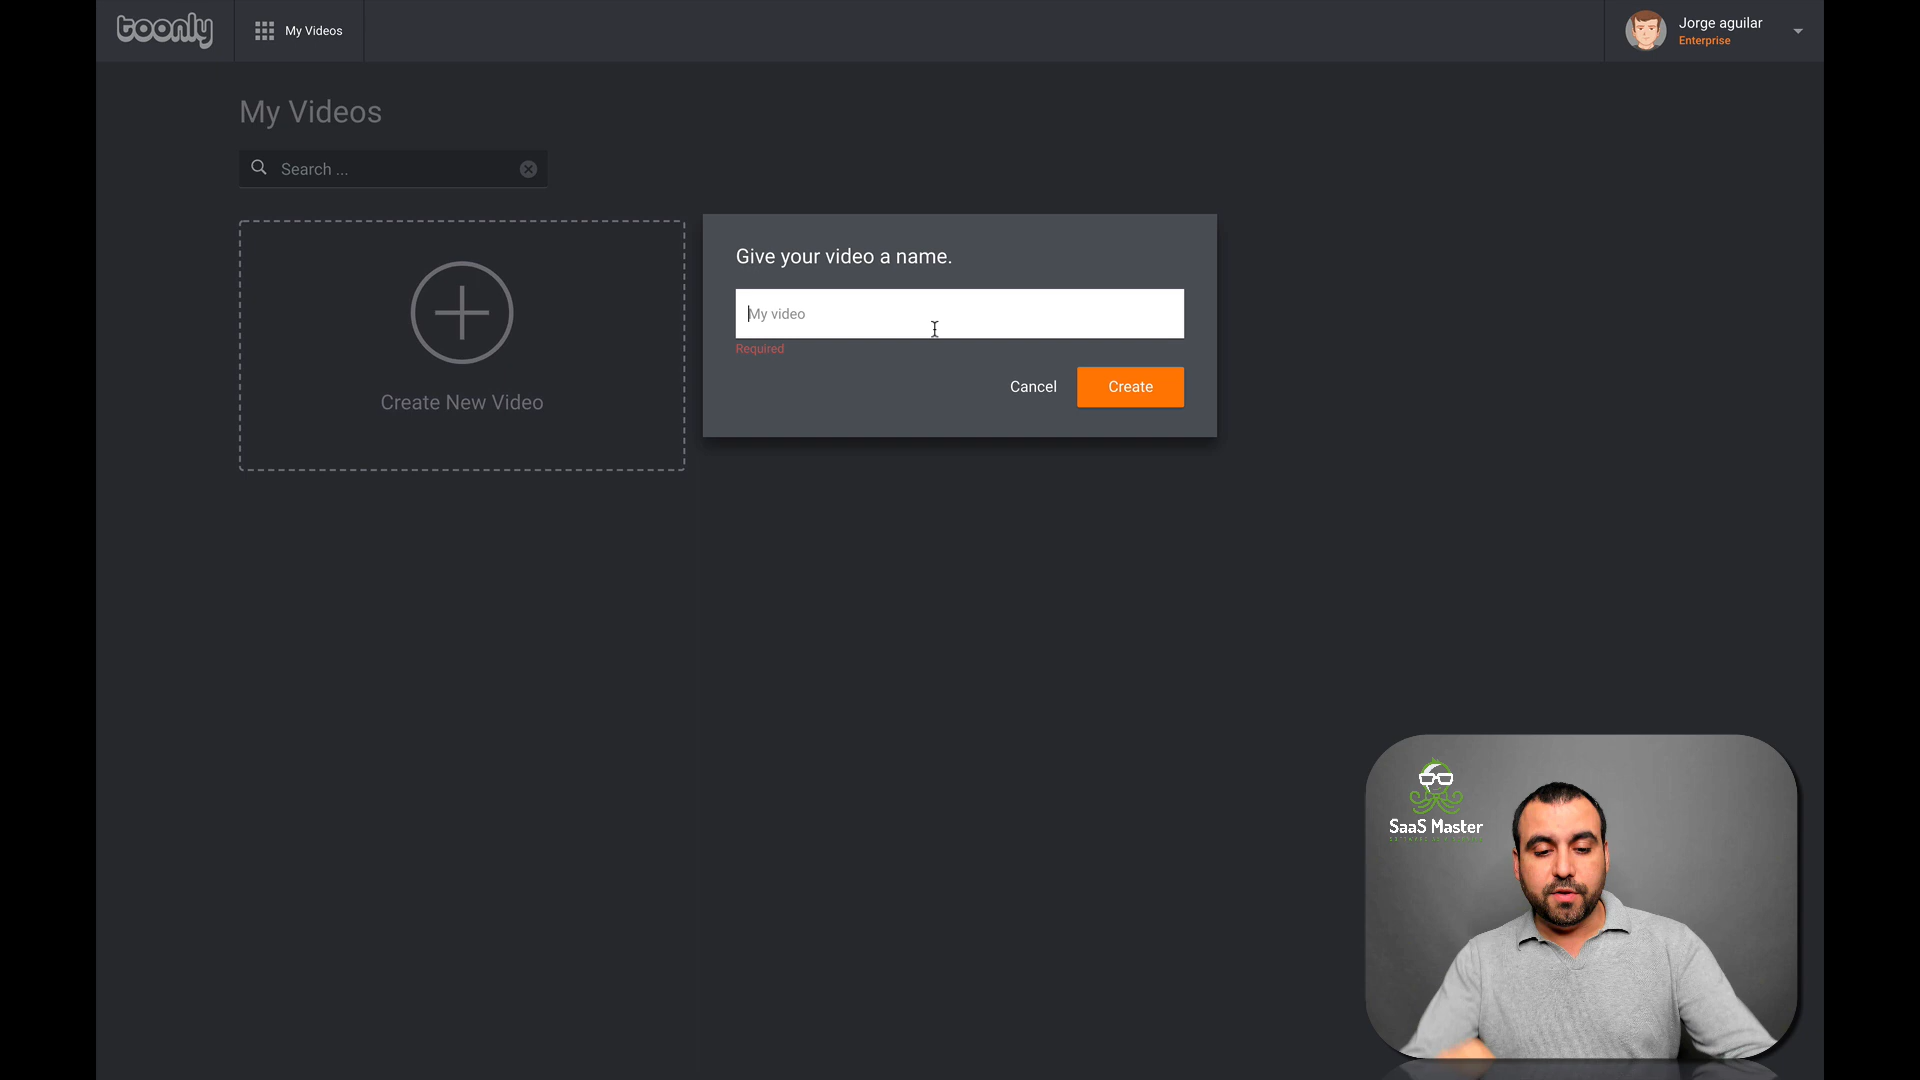 toonly
My Videos
Jorge aguilar
Enterprise
My Videos
Search ...
Give your video a name.
My video
Required
Cancel
Create
Create New Video
SaaS Master